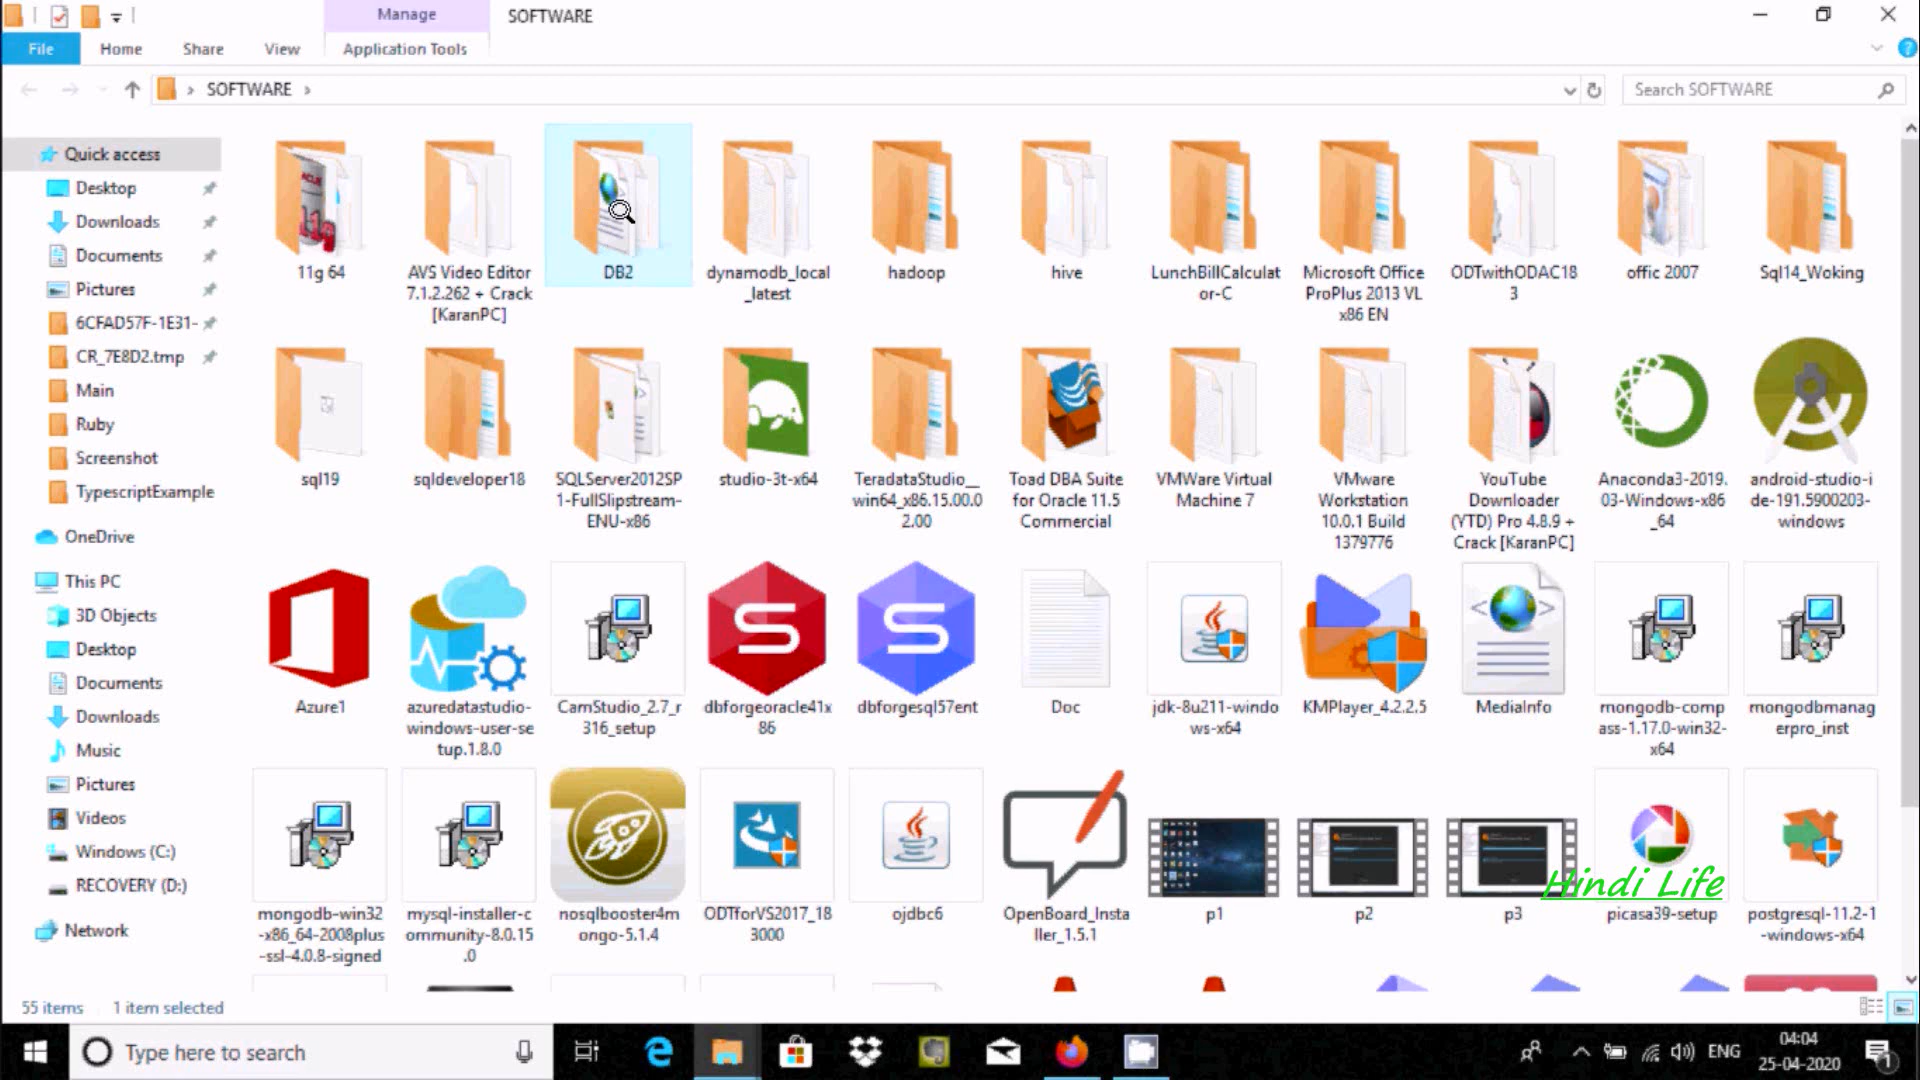 Manage
SOFTWARE
File
Home
Share
View
Application Tools
SOFTWARE
Search SOFTWARE
Quick access
Desktop
Downloads
Documents
Pictures
6CFAD57F-1E31-
CR_7E8D2.tmp
Main
Ruby
Screenshot
TypescriptExample
OneDrive
This PC
3D Objects
Desktop
Documents
Downloads
Music
Pictures
Videos
Windows (C:)
RECOVERY (D:)
Network
11g 64
AVS Video Editor
7.1.2.262 + Crack
[KaranPC]
DB2
dynamodb_local
_latest
hadoop
hive
LunchBillCalculat
or-C
Microsoft Office
ProPlus 2013 VL
x86 EN
ODTwithODAC18
3
offic 2007
Sql14_Woking
sql19
sqldeveloper18
SQLServer2012SP
1-FullSlipstream-
ENU-x86
studio-3t-x64
TeradataStudio__
win64_x86.15.00.0
2.00
Toad DBA Suite
for Oracle 11.5
Commercial
VMWare Virtual
Machine 7
VMware
Workstation
10.0.1 Build
1379776
YouTube
Downloader
(YTD) Pro 4.8.9 +
Crack [KaranPC]
Anaconda3-2019.
03-Windows-x86
_64
android-studio-i
de-191.5900203-
windows
Azure1
azuredatastudio-
windows-user-se
tup.1.8.0
CamStudio_2.7_r
316_setup
dbforgeoracle41x
86
dbforgesql57ent
Doc
jdk-8u211-windo
ws-x64
KMPlayer_4.2.2.5
MediaInfo
mongodb-comp
ass-1.17.0-win32-
x64
mongodbmanag
erpro_inst
mongodb-win32
-x86_64-2008plus
-ssl-4.0.8-signed
mysql-installer-c
ommunity-8.0.15
.0
nosqlbooster4m
ongo-5.1.4
ODTforVS2017_18
3000
ojdbc6
OpenBoard_Insta
ller_1.5.1
p1
p2
p3
picasa39-setup
postgresql-11.2-1
-windows-x64
Hindi Life
55 items
1 item selected
Type here to search
ENG
04:04
25-04-2020
1